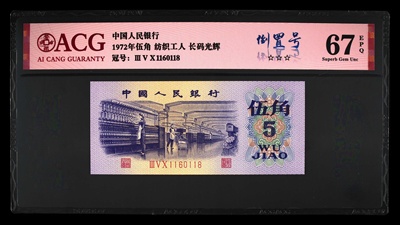 ACG
AI CANG GUARANTY
中国人民银行
1972年伍角 纺织工人 长码光辉
冠号：ⅢⅤⅩ1160118
倒置号
☆☆☆
67 EPQ
Superb Gem Unc
中国人民银行
伍角
5
WU
JIAO
ⅢⅤⅩ1160118